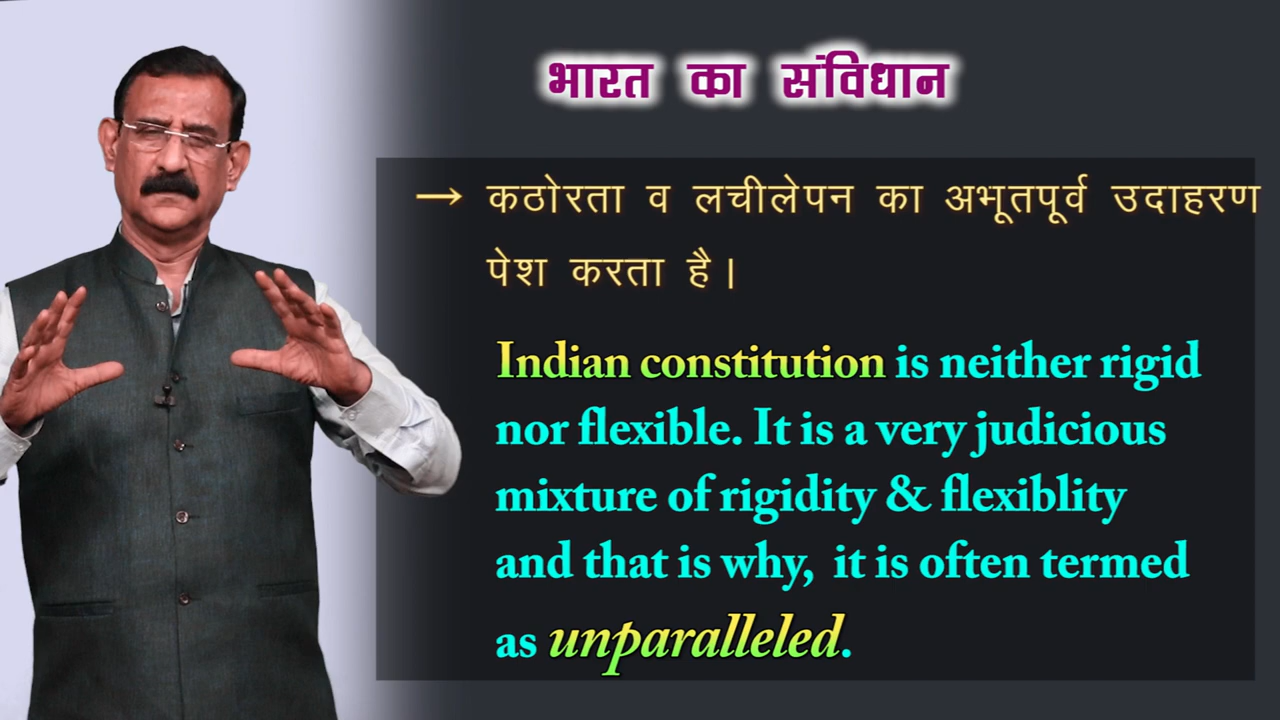 भारत का संविधान
→ कठोरता व लचीलेपन का अभूतपूर्व उदाहरण
पेश करता है।
Indian constitution is neither rigid
nor flexible. It is a very judicious
mixture of rigidity & flexiblity
and that is why, it is often termed
as unparalleled.